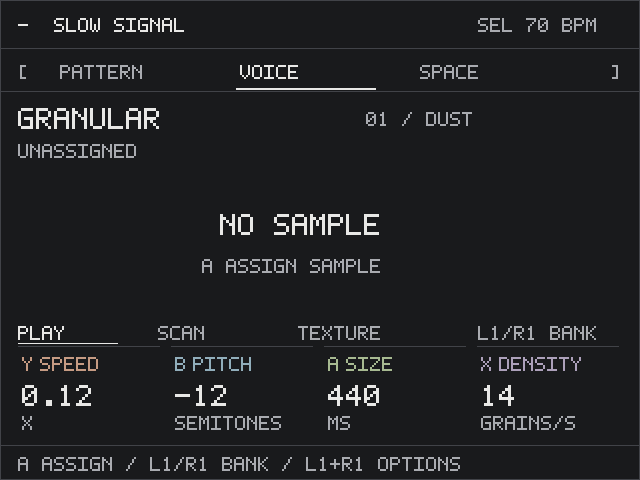 – SLOW SIGNAL SEL 70 BPM
[ PATTERN VOICE SPACE ]
GRANULAR 01 / DUST
UNASSIGNED
NO SAMPLE
A ASSIGN SAMPLE
PLAY SCAN TEXTURE L1/R1 BANK
Y SPEED B PITCH A SIZE X DENSITY
0.12 -12 440 14
X SEMITONES MS GRAINS/S
A ASSIGN / L1/R1 BANK / L1+R1 OPTIONS